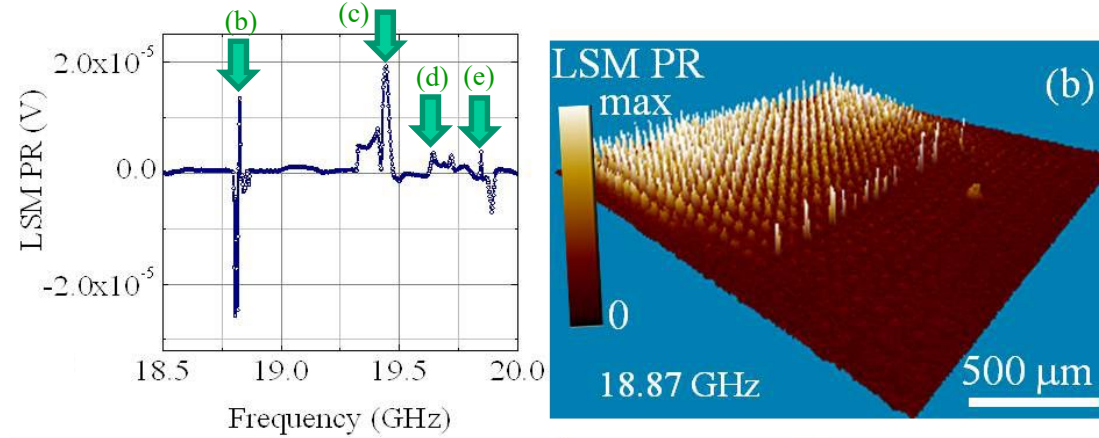 (b)
(c)
(d)
(e)
2.0x10⁻⁵
0.0
-2.0x10⁻⁵
LSM PR (V)
18.5
19.0
19.5
20.0
Frequency (GHz)
LSM PR
max
0
(b)
18.87 GHz
500 μm